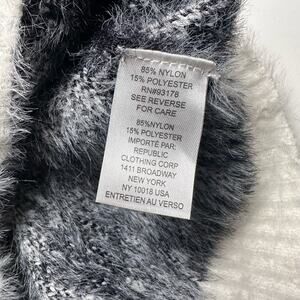 85% NYLON
15% POLYESTER
RN#93178
SEE REVERSE
FOR CARE
85%NYLON
15% POLYESTER
IMPORTÉ PAR:
REPUBLIC
CLOTHING CORP
1411 BROADWAY
NEW YORK
NY 10018 USA
ENTRETIEN AU VERSO